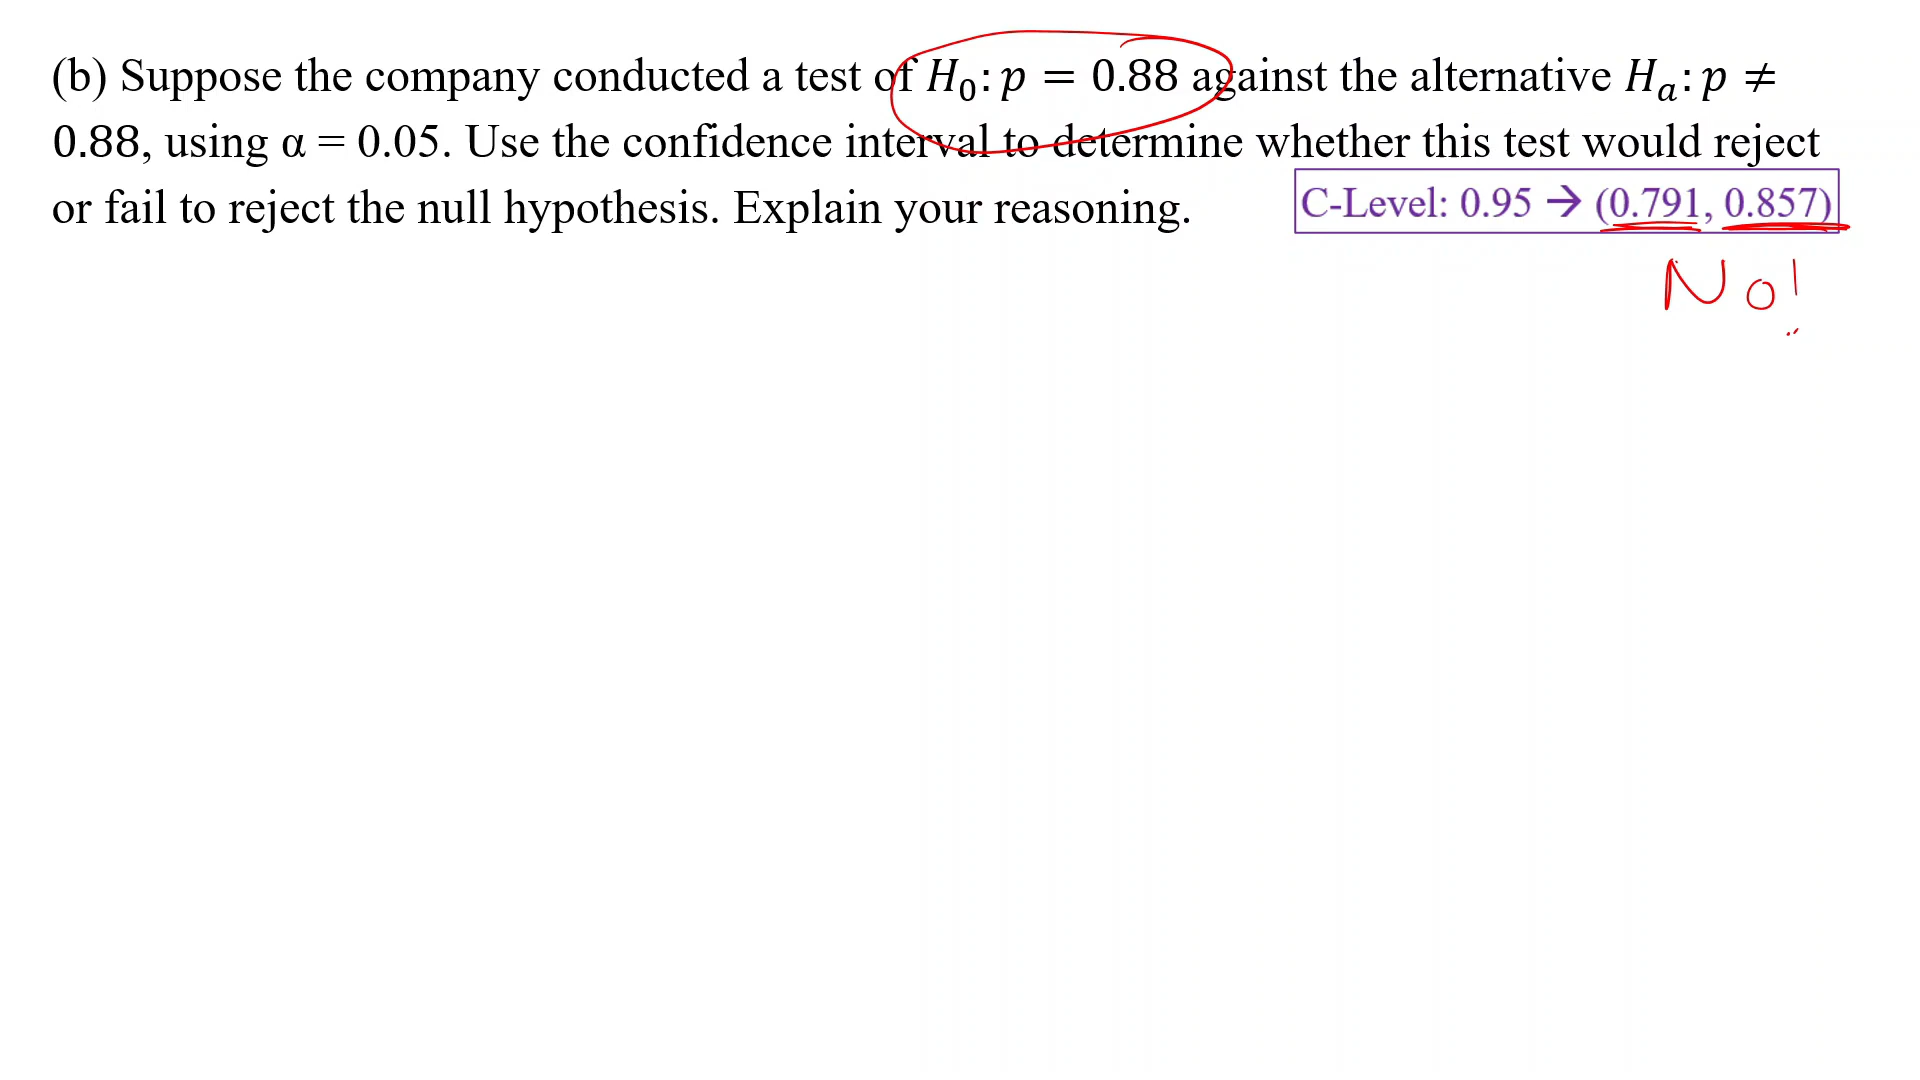 (b) Suppose the company conducted a test of H₀: p = 0.88 against the alternative Hₐ: p ≠
0.88, using α = 0.05. Use the confidence interval to determine whether this test would reject
or fail to reject the null hypothesis. Explain your reasoning.
C-Level: 0.95 → (0.791, 0.857)
No!